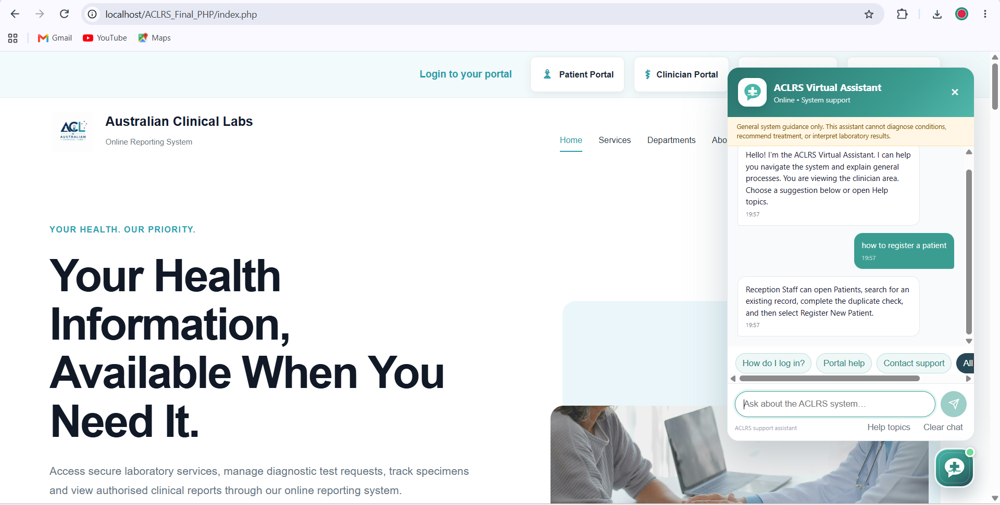 localhost/ACLRS_Final_PHP/index.php
Gmail
YouTube
Maps
Login to your portal
Patient Portal
Clinician Portal
ACL
AUSTRALIAN
CLINICAL LABS
Australian Clinical Labs
Online Reporting System
Home
Services
Departments
Abo
YOUR HEALTH. OUR PRIORITY.
Your Health
Information,
Available When You
Need It.
Access secure laboratory services, manage diagnostic test requests, track specimens
and view authorised clinical reports through our online reporting system.
ACLRS Virtual Assistant
Online • System support
General system guidance only. This assistant cannot diagnose conditions,
recommend treatment, or interpret laboratory results.
Hello! I'm the ACLRS Virtual Assistant. I can help
you navigate the system and explain general
processes. You are viewing the clinician area.
Choose a suggestion below or open Help
topics.
19:57
how to register a patient
19:57
Reception Staff can open Patients, search for an
existing record, complete the duplicate check,
and then select Register New Patient.
19:57
How do I log in?
Portal help
Contact support
All
Ask about the ACLRS system…
ACLRS support assistant
Help topics
Clear chat